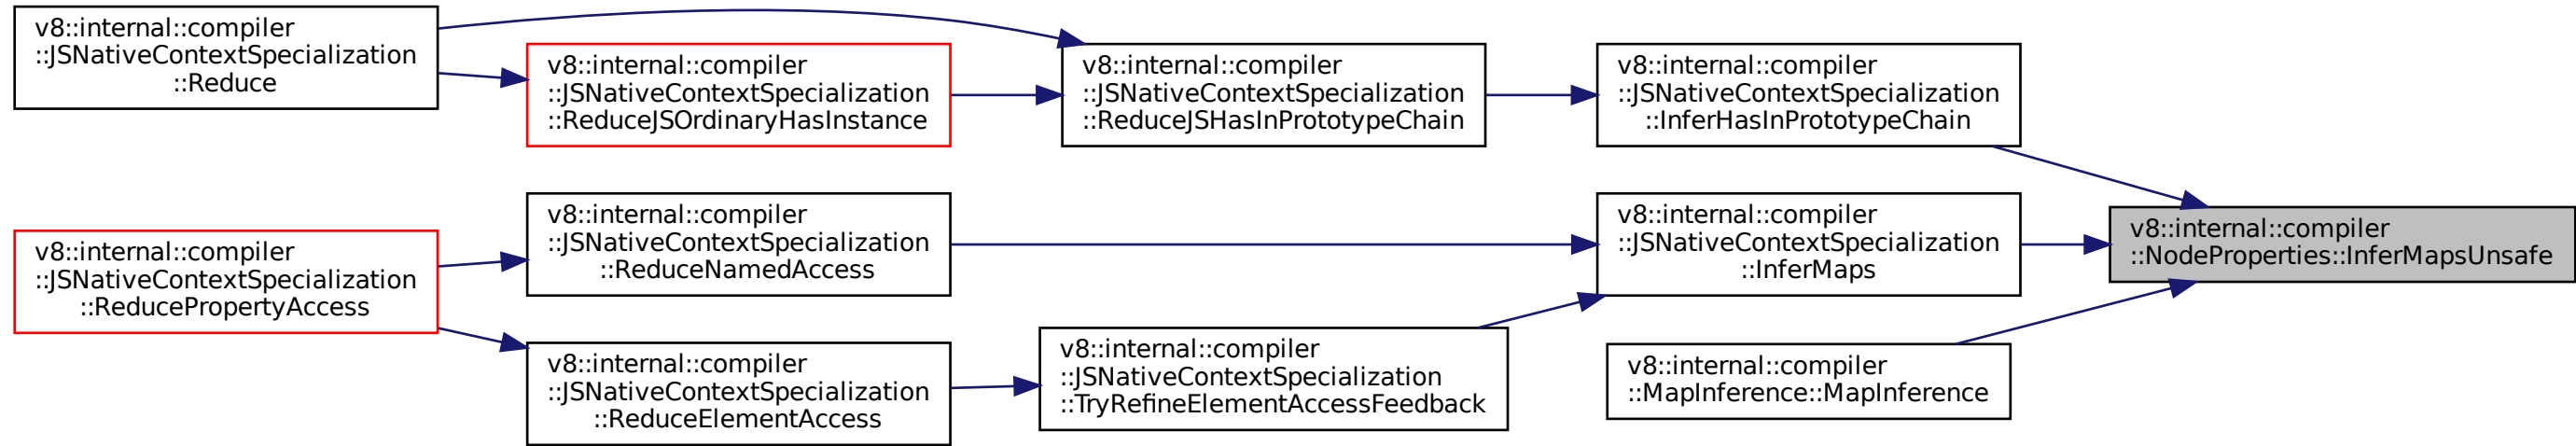 v8::internal::compiler
::JSNativeContextSpecialization
::Reduce
v8::internal::compiler
::JSNativeContextSpecialization
::ReduceJSOrdinaryHasInstance
v8::internal::compiler
::JSNativeContextSpecialization
::ReduceJSHasInPrototypeChain
v8::internal::compiler
::JSNativeContextSpecialization
::InferHasInPrototypeChain
v8::internal::compiler
::JSNativeContextSpecialization
::ReducePropertyAccess
v8::internal::compiler
::JSNativeContextSpecialization
::ReduceNamedAccess
v8::internal::compiler
::JSNativeContextSpecialization
::InferMaps
v8::internal::compiler
::NodeProperties::InferMapsUnsafe
v8::internal::compiler
::JSNativeContextSpecialization
::ReduceElementAccess
v8::internal::compiler
::JSNativeContextSpecialization
::TryRefineElementAccessFeedback
v8::internal::compiler
::MapInference::MapInference